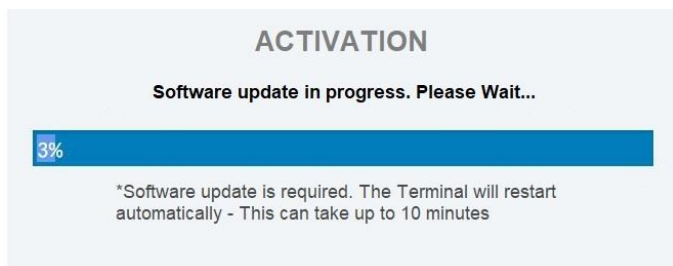 ACTIVATION
Software update in progress. Please Wait...
3%
*Software update is required. The Terminal will restart
automatically - This can take up to 10 minutes